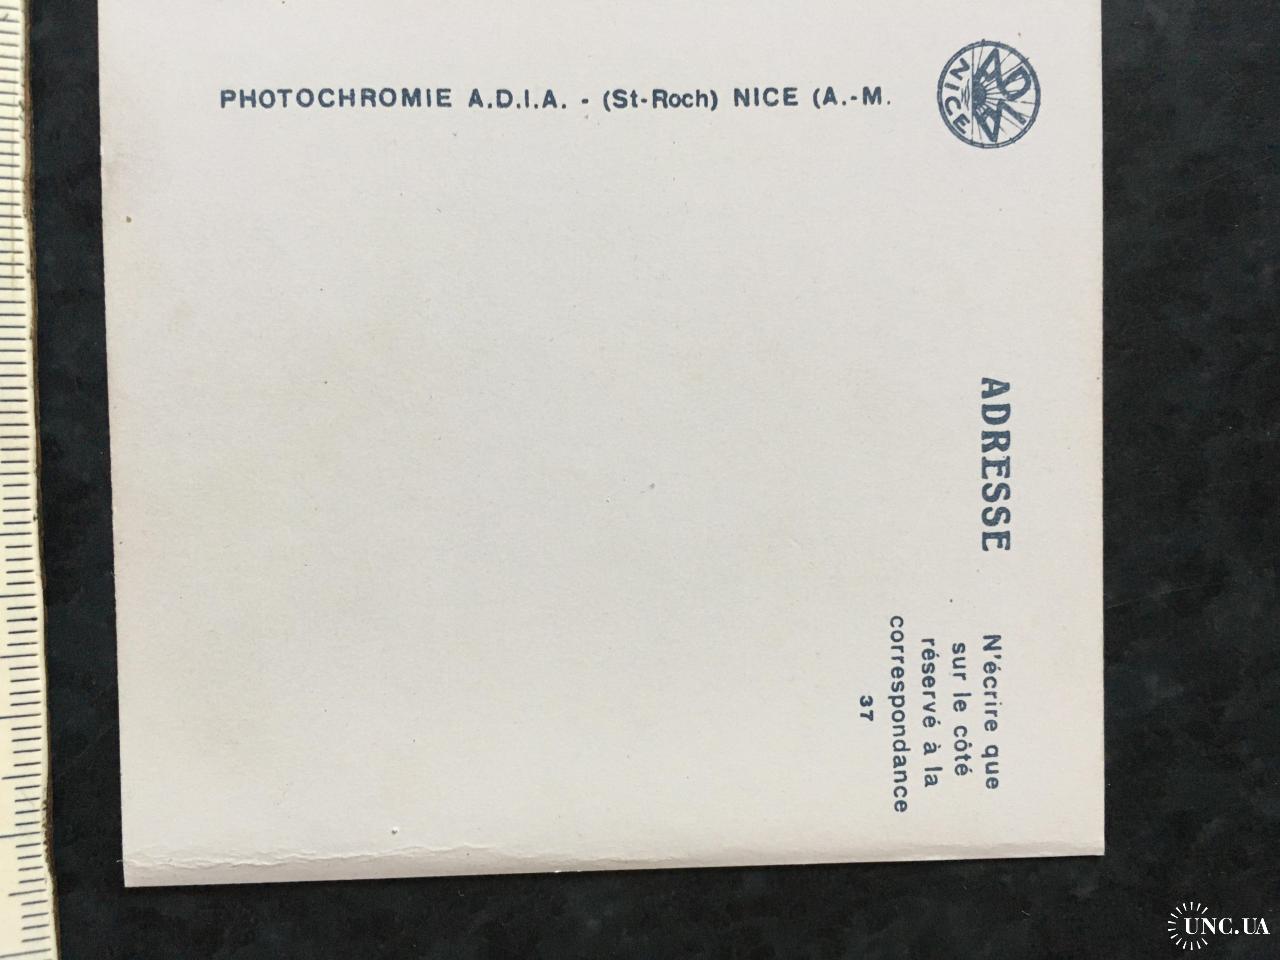 PHOTOCHROMIE A.D.I.A. - (St-Roch) NICE (A.-M.
ADIA
NICE
ADRESSE
N'écrire que
sur le côté
réservé à la
correspondance
37
UNC.UA